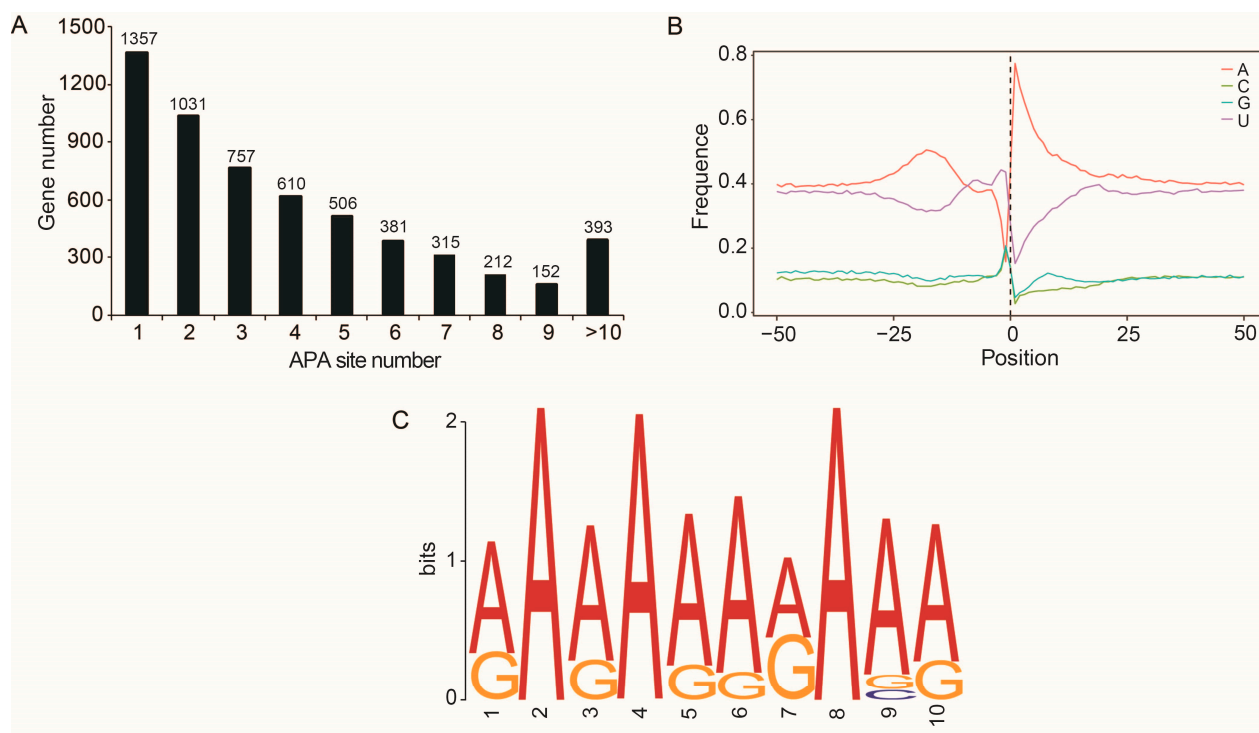 A
1500
1200
900
600
300
0
Gene number
1357
1031
757
610
506
381
315
212
152
393
1 2 3 4 5 6 7 8 9 >10
APA site number
B
0.8
0.6
0.4
0.2
0.0
Frequence
A
C
G
U
−50 −25 0 25 50
Position
C
2
1
0
bits
A A A A A A A A A A
G G G G G G G
C
1 2 3 4 5 6 7 8 9 10